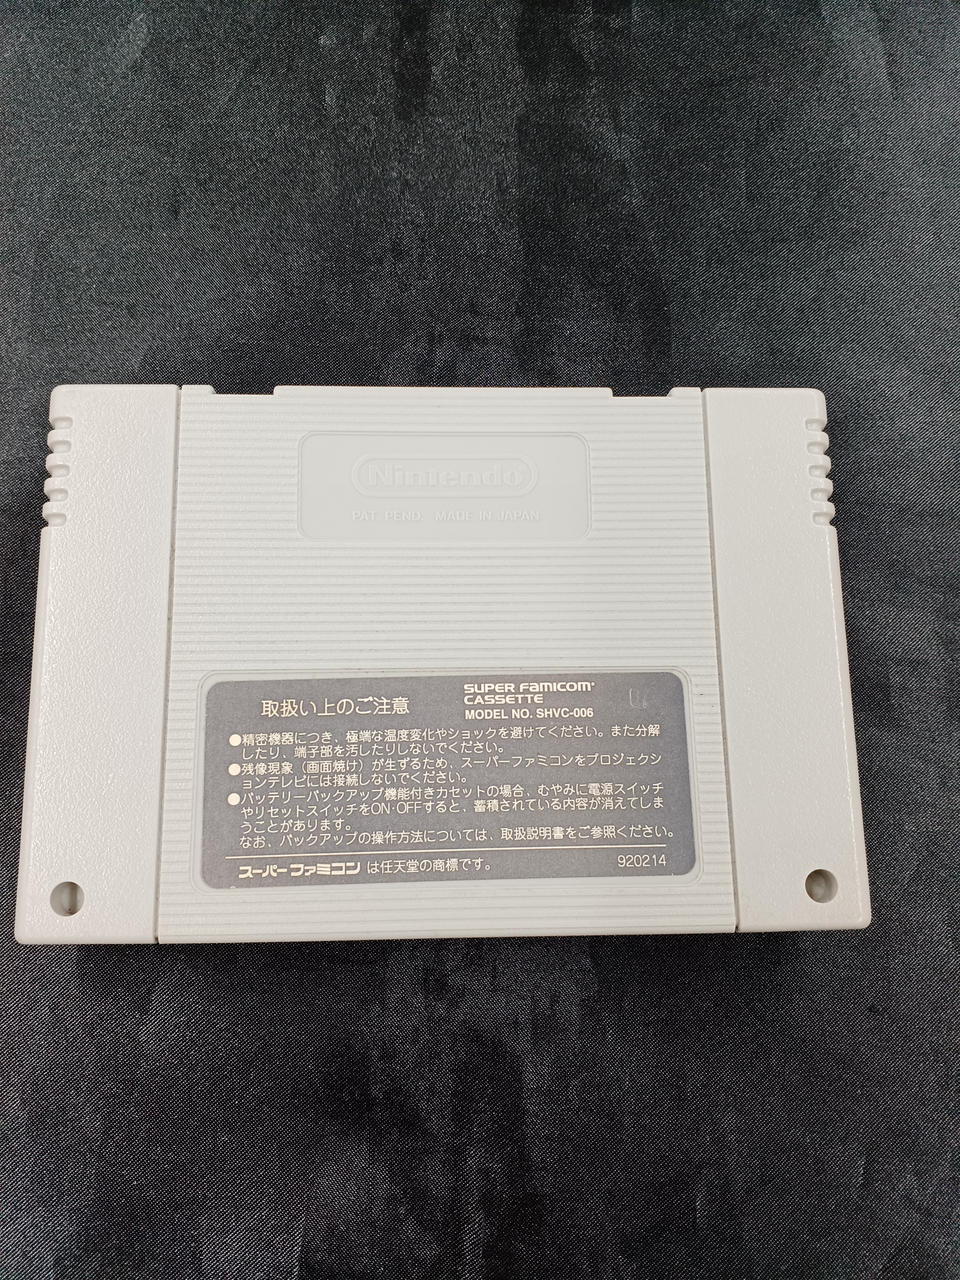 Nintendo
PAT. PEND. MADE IN JAPAN
取扱い上のご注意
SUPER FAMICOM
CASSETTE
MODEL NO. SHVC-006
●精密機器につき、極端な温度変化やショックを避けてください。また分解
したり、端子部を汚したりしないでください。
●残像現象（画面焼け）が生ずるため、スーパーファミコンをプロジェクシ
ョンテレビには接続しないでください。
●バッテリーバックアップ機能付きカセットの場合、むやみに電源スイッチ
やリセットスイッチをON·OFFすると、蓄積されている内容が消えてしま
うことがあります。
なお、バックアップの操作方法については、取扱説明書をご参照ください。
スーパーファミコン は任天堂の商標です。
920214